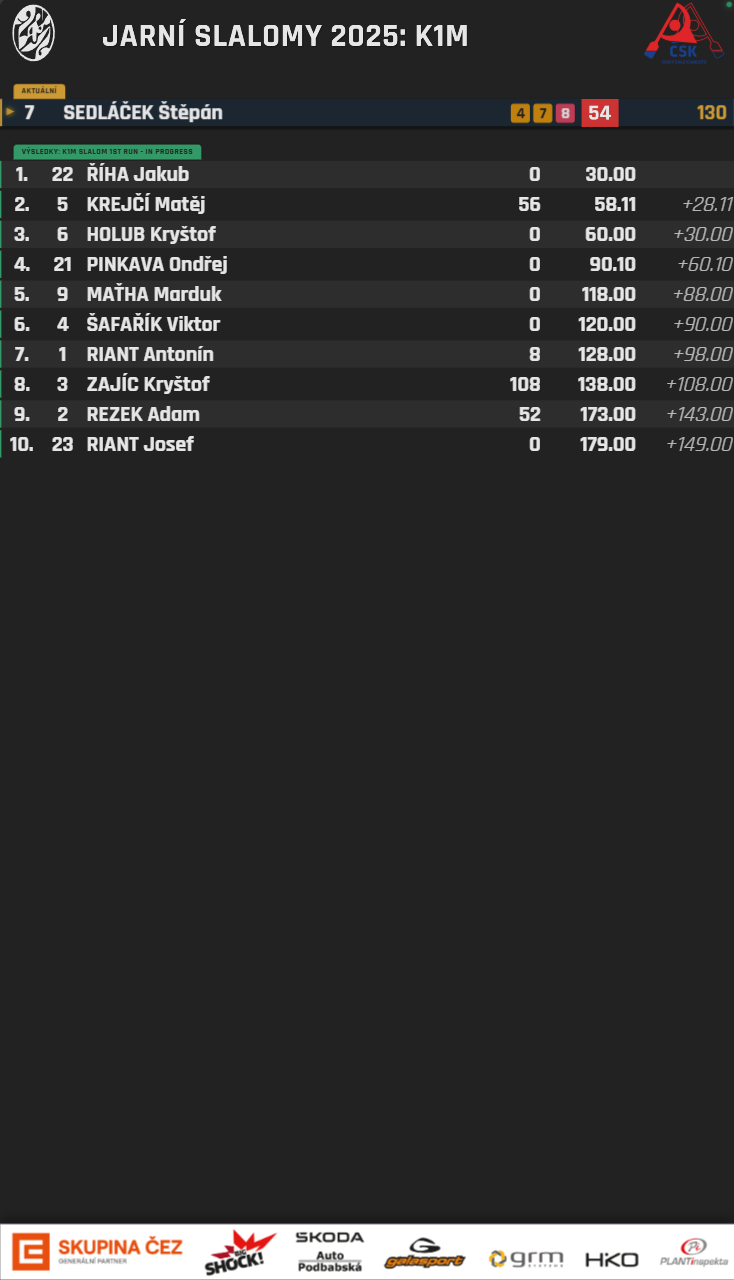 JARNÍ SLALOMY 2025: K1M
ČSK
AKTUÁLNÍ
7 SEDLÁČEK Štěpán 4 7 8 54 130
VÝSLEDKY: K1M SLALOM 1ST RUN - IN PROGRESS
1. 22 ŘÍHA Jakub 0 30.00
2. 5 KREJČÍ Matěj 56 58.11 +28.11
3. 6 HOLUB Kryštof 0 60.00 +30.00
4. 21 PINKAVA Ondřej 0 90.10 +60.10
5. 9 MAŤHA Marduk 0 118.00 +88.00
6. 4 ŠAFAŘÍK Viktor 0 120.00 +90.00
7. 1 RIANT Antonín 8 128.00 +98.00
8. 3 ZAJÍC Kryštof 108 138.00 +108.00
9. 2 REZEK Adam 52 173.00 +143.00
10. 23 RIANT Josef 0 179.00 +149.00
SKUPINA ČEZ
GENERÁLNÍ PARTNER
BIG SHOCK!
ŠKODA
Auto
Podbabská
galasport
grm
SYSTEMS
HIKO
PLANTinspekta